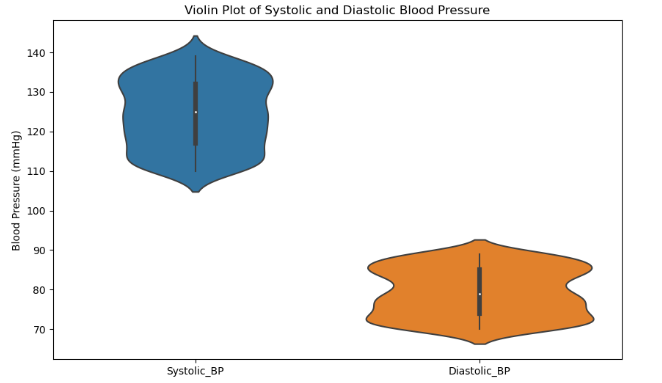 Violin Plot of Systolic and Diastolic Blood Pressure
Blood Pressure (mmHg)
140
130
120
110
100
90
80
70
Systolic_BP
Diastolic_BP